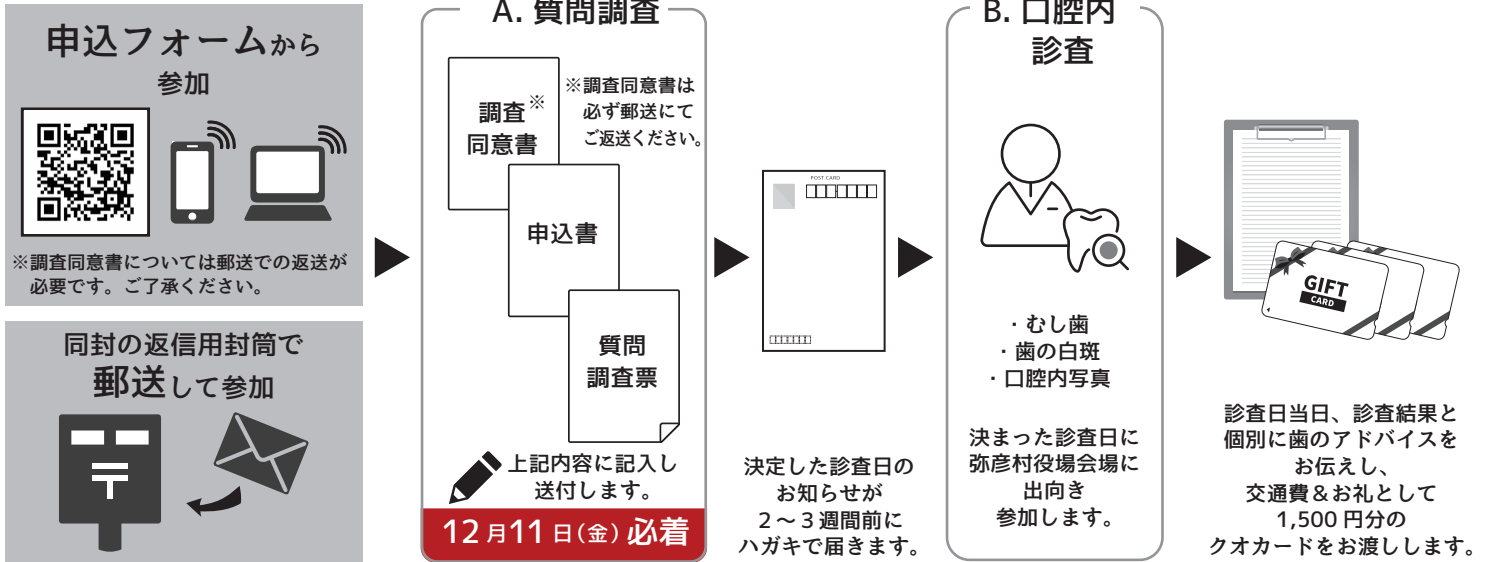 申込フォームから
参加
※調査同意書については郵送での返送が
必要です。ご了承ください。
同封の返信用封筒で
郵送して参加
A. 質問調査
調査※
同意書
※調査同意書は
必ず郵送にて
ご返送ください。
申込書
質問
調査票
上記内容に記入し
送付します。
12月11日(金)必着
POST CARD
決定した診査日の
お知らせが
2〜3週間前に
ハガキで届きます。
B. 口腔内
診査
・むし歯
・歯の白斑
・口腔内写真
決まった診査日に
弥彦村役場会場に
出向き
参加します。
GIFT
CARD
診査日当日、診査結果と
個別に歯のアドバイスを
お伝えし、
交通費&お礼として
1,500円分の
クオカードをお渡しします。